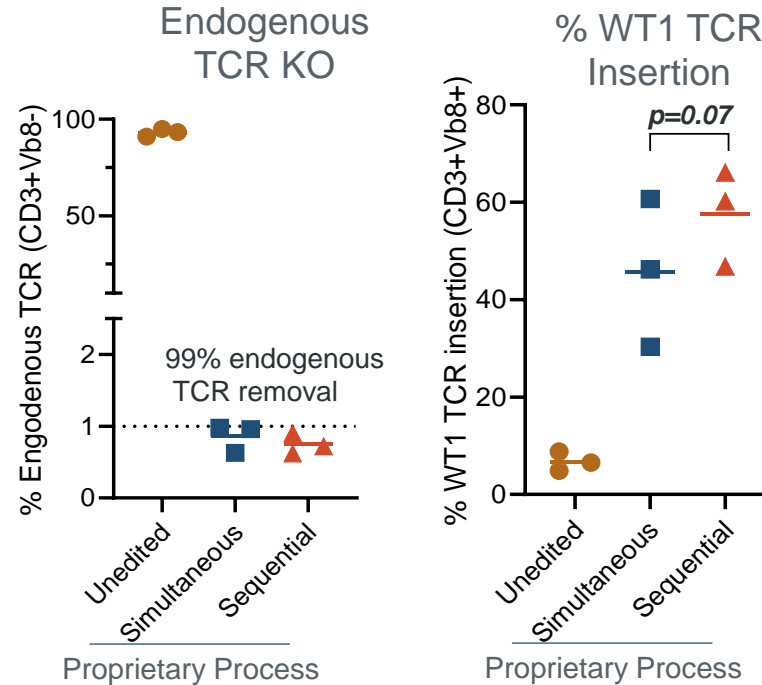 Endogenous
TCR KO
% Engodenous TCR (CD3+Vb8-)
100
50
2
1
0
99% endogenous
TCR removal
Unedited
Simultaneous
Sequential
Proprietary Process
% WT1 TCR
Insertion
% WT1 TCR insertion (CD3+Vb8+)
80
60
40
20
0
p=0.07
Unedited
Simultaneous
Sequential
Proprietary Process